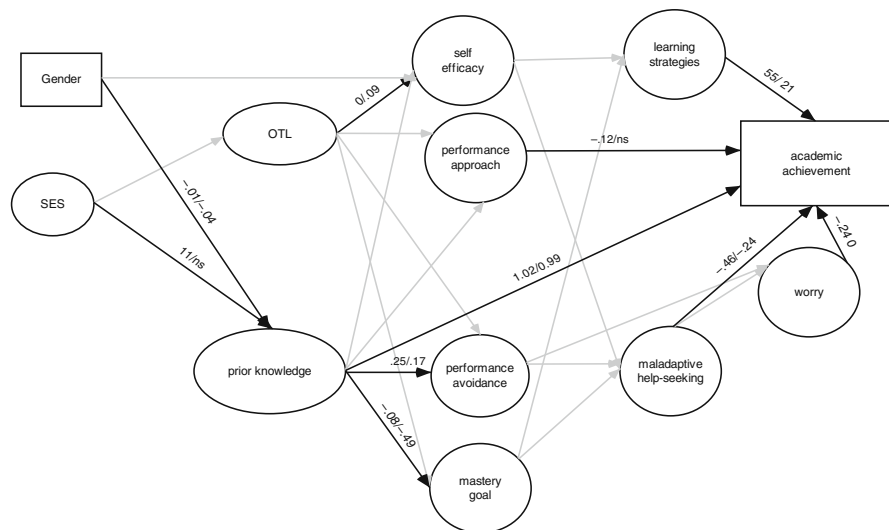 self
efficacy
learning
strategies
Gender
55/.21
0/.09
OTL
performance
approach
–.12/ns
academic
achievement
–.01/–.04
SES
11/ns
1.02/0.99
–.46/–.24
–.24 0
worry
prior knowledge
.25/.17
performance
avoidance
maladaptive
help-seeking
–.08/–.49
mastery
goal